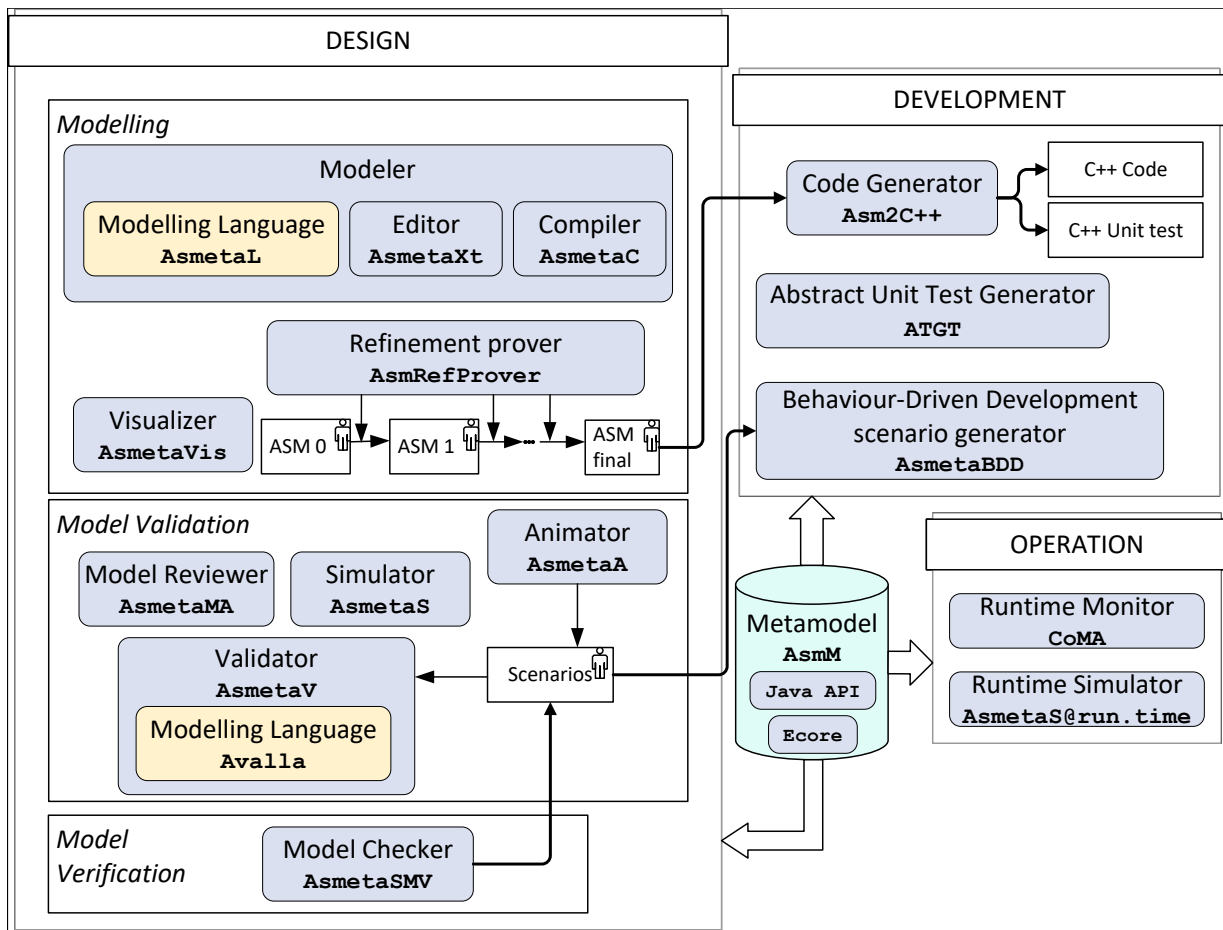 DESIGN
Modelling
Modeler
Modelling Language
AsmetaL
Editor
AsmetaXt
Compiler
AsmetaC
Refinement prover
AsmRefProver
Visualizer
AsmetaVis
ASM 0
ASM 1
...
ASM
final
Model Validation
Animator
AsmetaA
Model Reviewer
AsmetaMA
Simulator
AsmetaS
Validator
AsmetaV
Modelling Language
Avalla
Scenarios
Model
Verification
Model Checker
AsmetaSMV
DEVELOPMENT
Code Generator
Asm2C++
C++ Code
C++ Unit test
Abstract Unit Test Generator
ATGT
Behaviour-Driven Development
scenario generator
AsmetaBDD
Metamodel
AsmM
Java API
Ecore
OPERATION
Runtime Monitor
CoMA
Runtime Simulator
AsmetaS@run.time